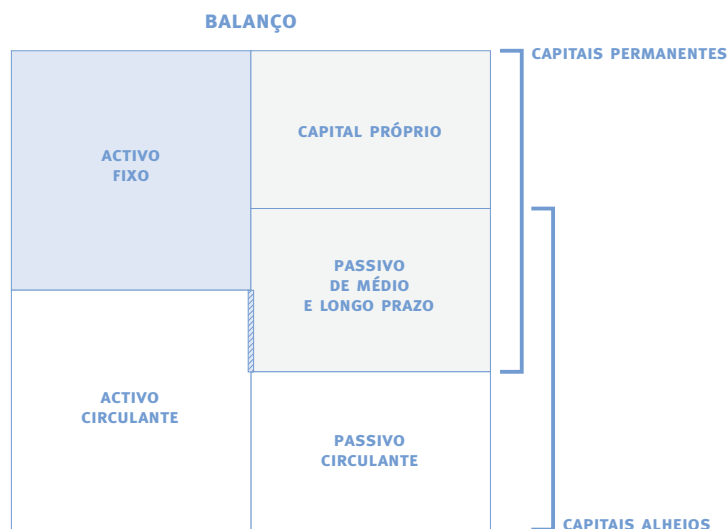 BALANÇO
CAPITAIS PERMANENTES
CAPITAL PRÓPRIO
ACTIVO
FIXO
PASSIVO
DE MÉDIO
E LONGO PRAZO
ACTIVO
CIRCULANTE
PASSIVO
CIRCULANTE
CAPITAIS ALHEIOS